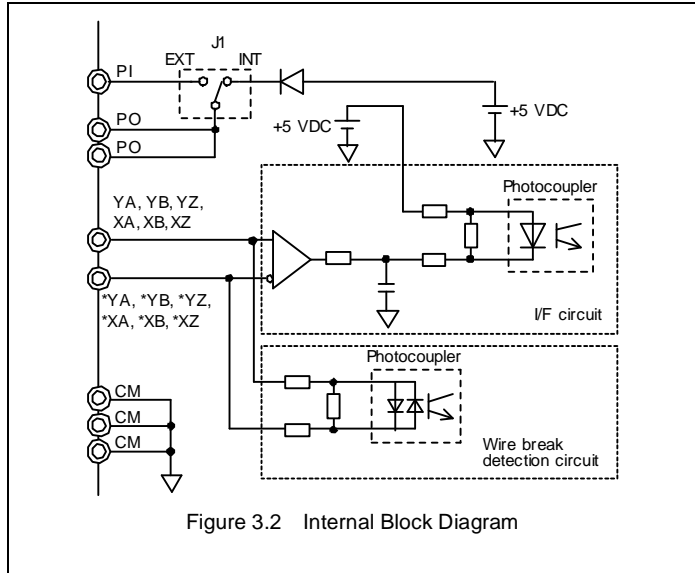 J1
EXT INT
PI
PO
PO
+5 VDC
+5 VDC
Photocoupler
YA, YB, YZ,
XA, XB, XZ
*YA, *YB, *YZ,
*XA, *XB, *XZ
I/F circuit
Photocoupler
CM
CM
CM
Wire break
detection circuit
Figure 3.2 Internal Block Diagram